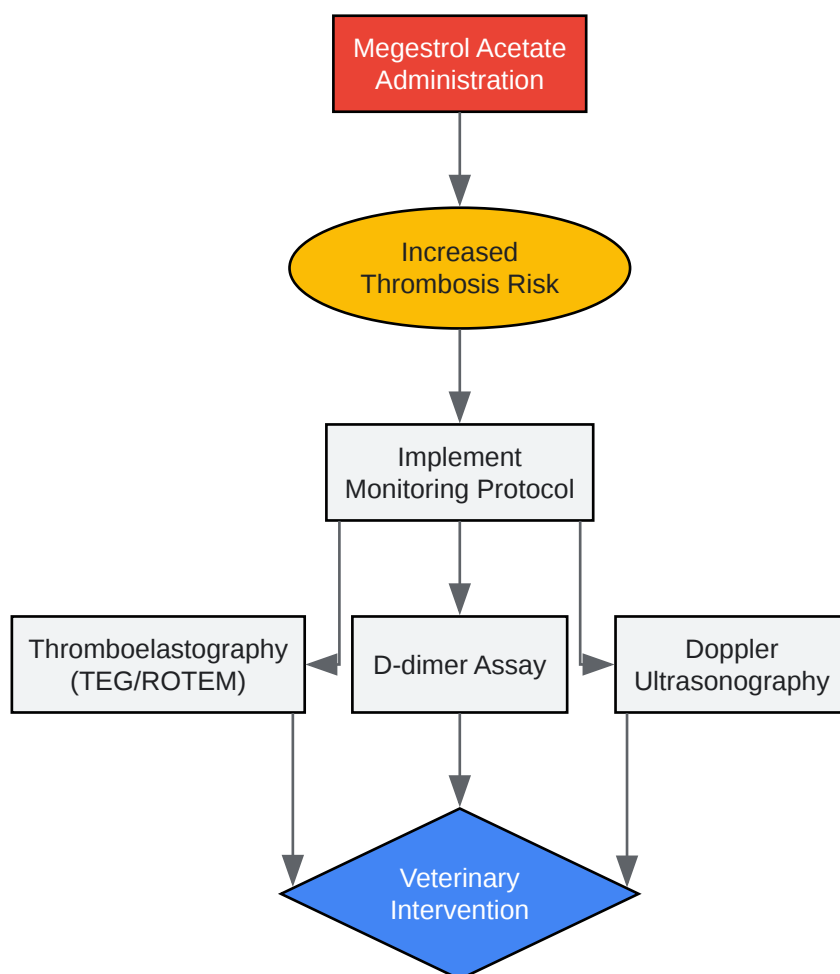 Megestrol Acetate
Administration
Increased
Thrombosis Risk
Implement
Monitoring Protocol
Thromboelastography
(TEG/ROTEM)
D-dimer Assay
Doppler
Ultrasonography
Veterinary
Intervention